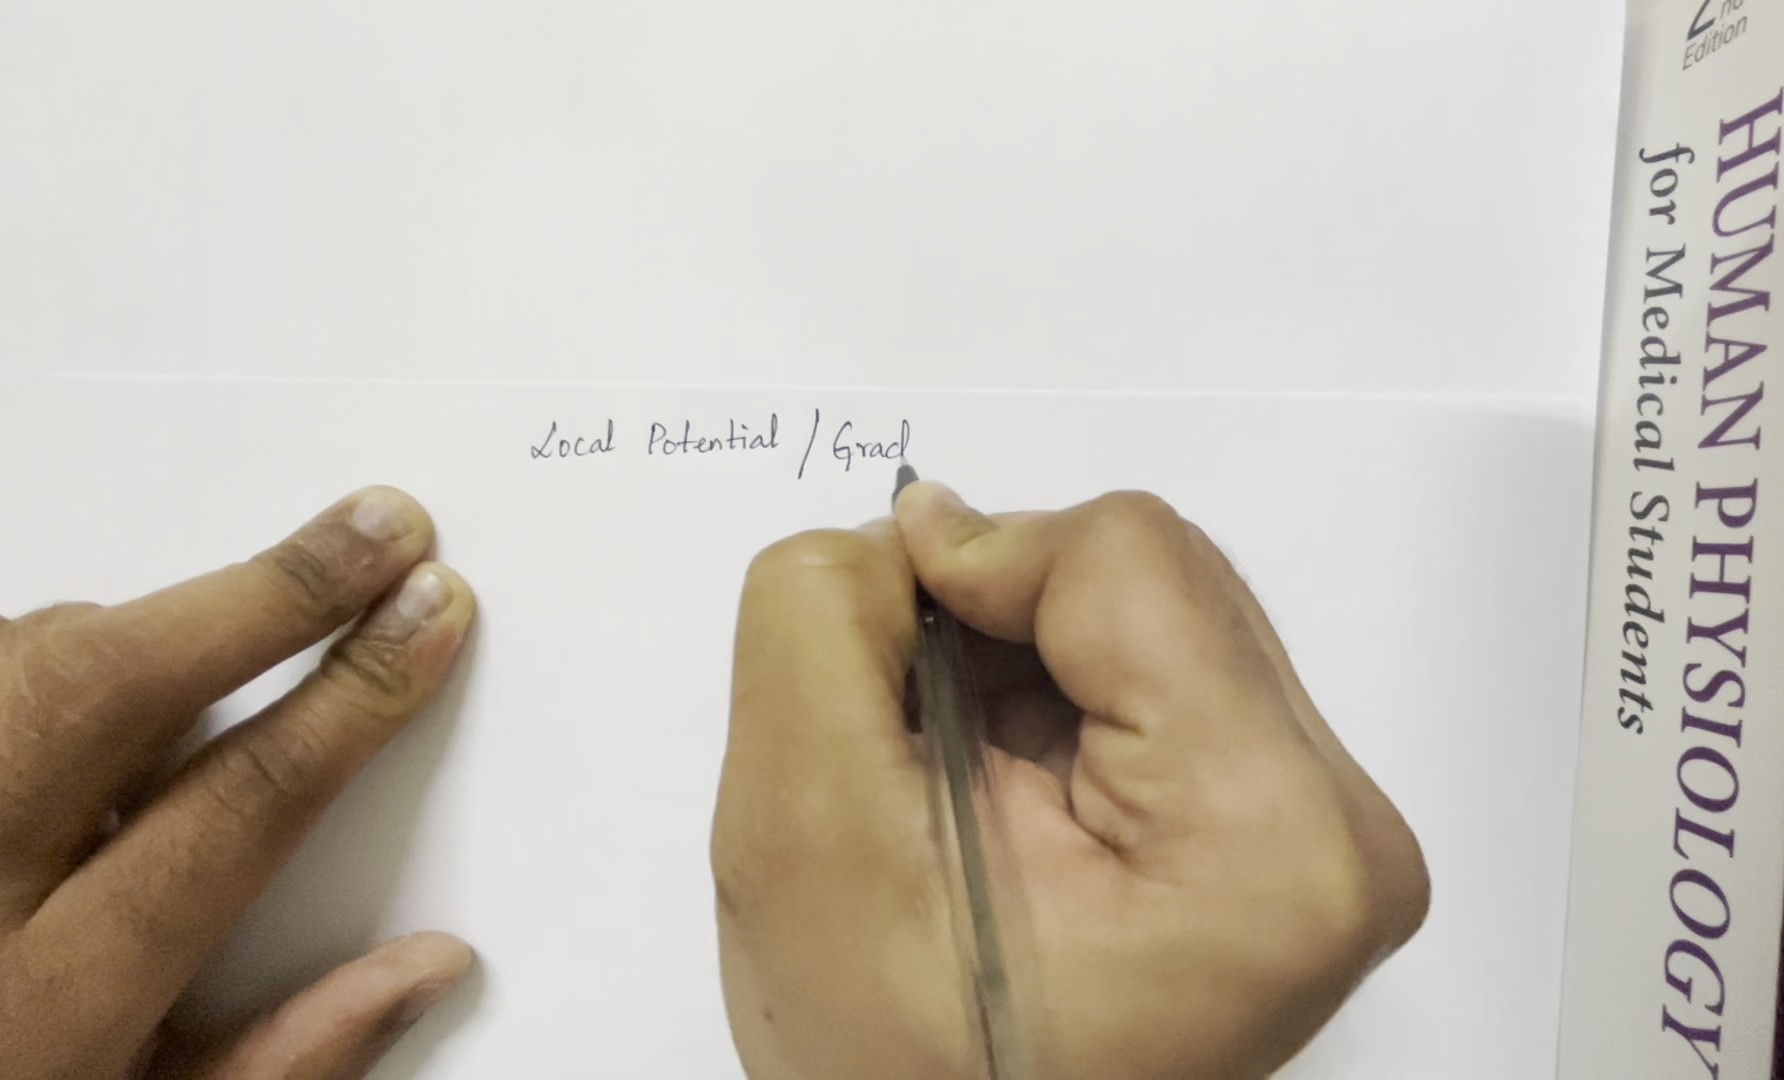 Local Potential / Grad
2nd
Edition
HUMAN PHYSIOLOGY
for Medical Students